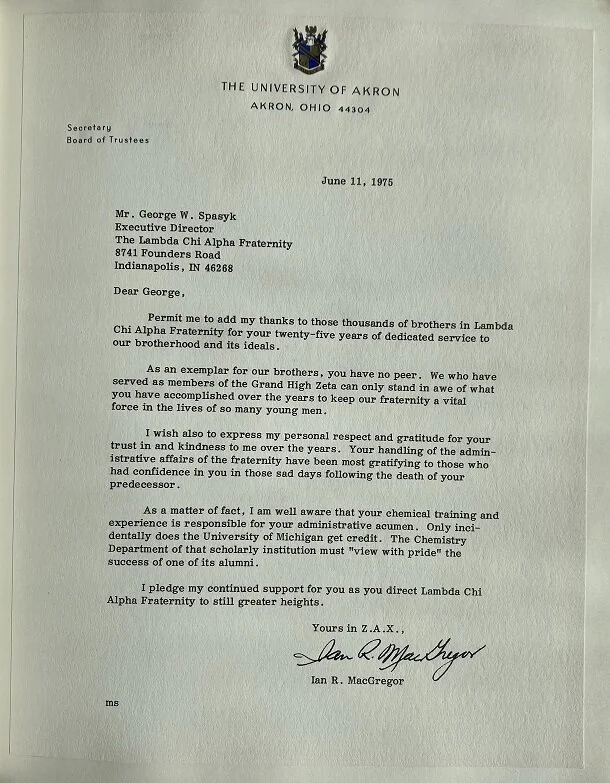 THE UNIVERSITY OF AKRON
AKRON, OHIO 44304
Secretary
Board of Trustees
June 11, 1975
Mr. George W. Spasyk
Executive Director
The Lambda Chi Alpha Fraternity
8741 Founders Road
Indianapolis, IN 46268
Dear George,
Permit me to add my thanks to those thousands of brothers in Lambda
Chi Alpha Fraternity for your twenty-five years of dedicated service to
our brotherhood and its ideals.
As an exemplar for our brothers, you have no peer. We who have
served as members of the Grand High Zeta can only stand in awe of what
you have accomplished over the years to keep our fraternity a vital
force in the lives of so many young men.
I wish also to express my personal respect and gratitude for your
trust in and kindness to me over the years. Your handling of the admin-
istrative affairs of the fraternity have been most gratifying to those who
had confidence in you in those sad days following the death of your
predecessor.
As a matter of fact, I am well aware that your chemical training and
experience is responsible for your administrative acumen. Only inci-
dentally does the University of Michigan get credit. The Chemistry
Department of that scholarly institution must "view with pride" the
success of one of its alumni.
I pledge my continued support for you as you direct Lambda Chi
Alpha Fraternity to still greater heights.
Yours in Z.A.X.,
Ian R. MacGregor
Ian R. MacGregor
ms